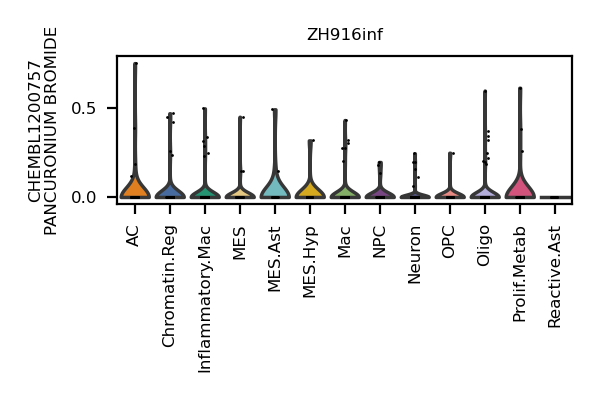 ZH916inf
CHEMBL1200757
PANCURONIUM BROMIDE
0.5
0.0
AC
Chromatin.Reg
Inflammatory.Mac
MES
MES.Ast
MES.Hyp
Mac
NPC
Neuron
OPC
Oligo
Prolif.Metab
Reactive.Ast